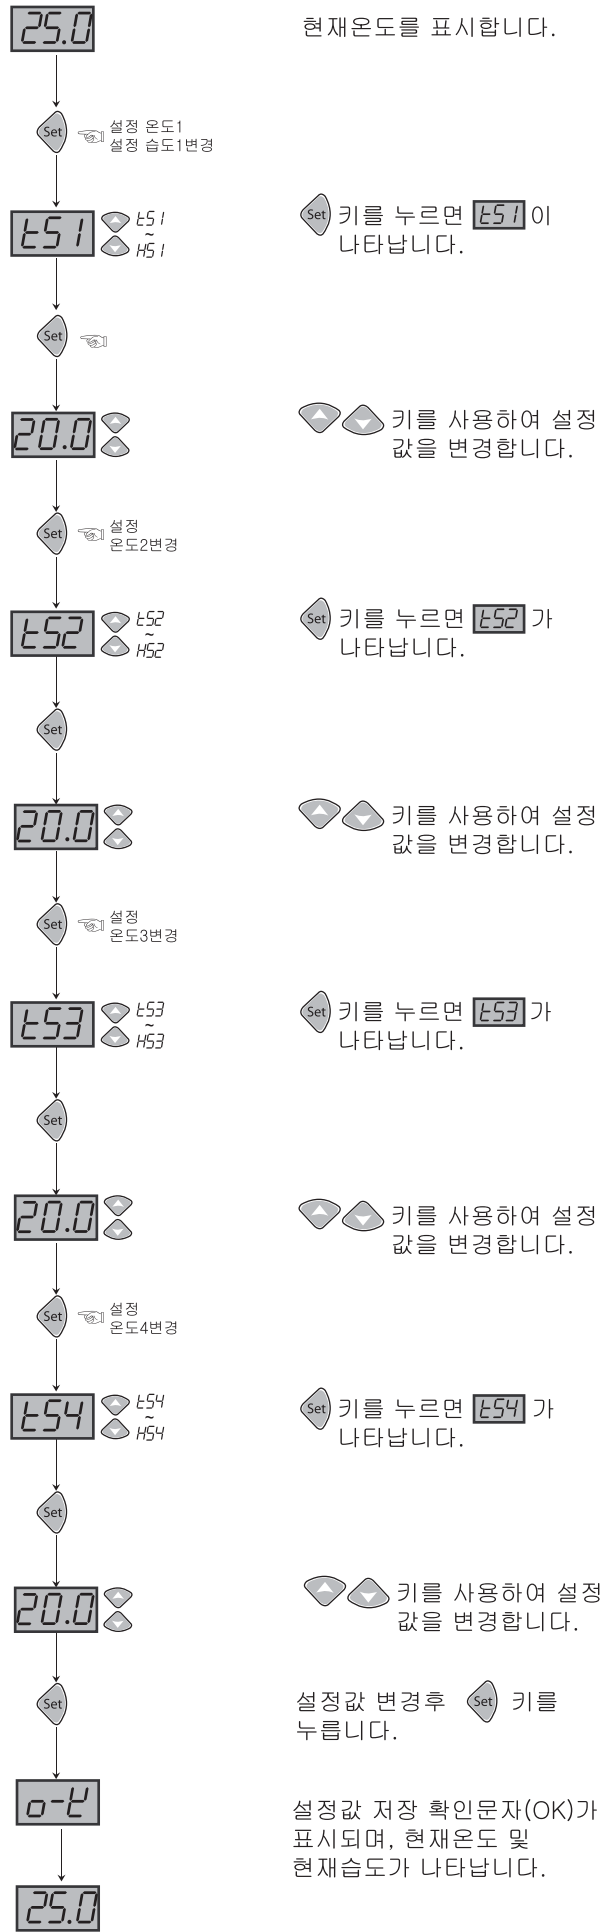 25.0
현재온도를 표시합니다.
Set
설정 온도1
설정 습도1변경
tS1
tS1
~
HS1
Set 키를 누르면 tS1 이
나타납니다.
Set
20.0
키를 사용하여 설정
값을 변경합니다.
Set
설정
온도2변경
tS2
tS2
~
HS2
Set 키를 누르면 tS2 가
나타납니다.
Set
20.0
키를 사용하여 설정
값을 변경합니다.
Set
설정
온도3변경
tS3
tS3
~
HS3
Set 키를 누르면 tS3 가
나타납니다.
Set
20.0
키를 사용하여 설정
값을 변경합니다.
Set
설정
온도4변경
tS4
tS4
~
HS4
Set 키를 누르면 tS4 가
나타납니다.
Set
20.0
키를 사용하여 설정
값을 변경합니다.
Set
설정값 변경후 Set 키를
누릅니다.
o-k
설정값 저장 확인문자(OK)가
표시되며, 현재온도 및
현재습도가 나타납니다.
25.0